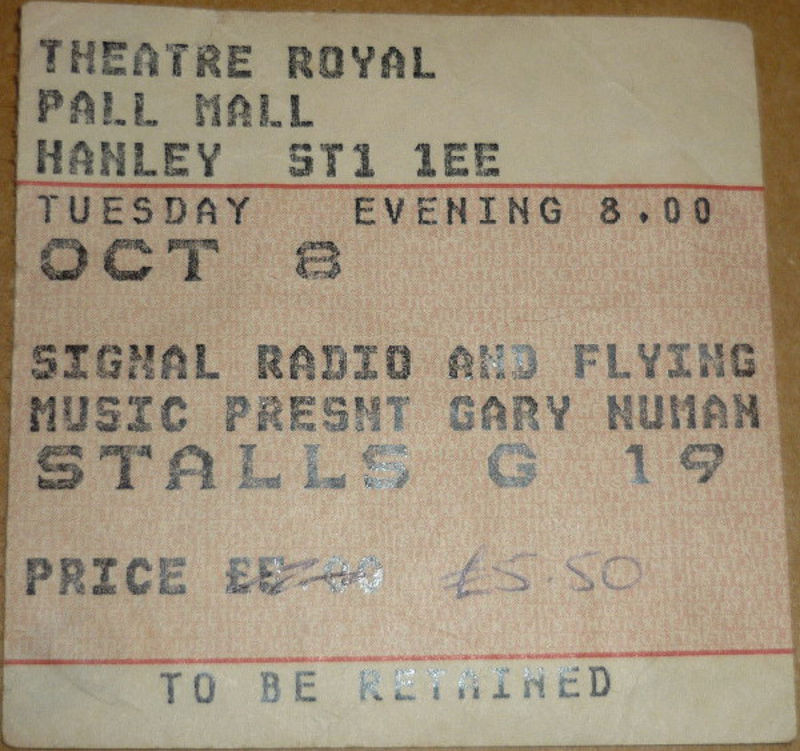 THEATRE ROYAL
PALL MALL
HANLEY ST1 1EE
TUESDAY EVENING 8.00
OCT 8
SIGNAL RADIO AND FLYING
MUSIC PRESNT GARY NUMAN
STALLS G 19
PRICE £5.50
TO BE RETAINED